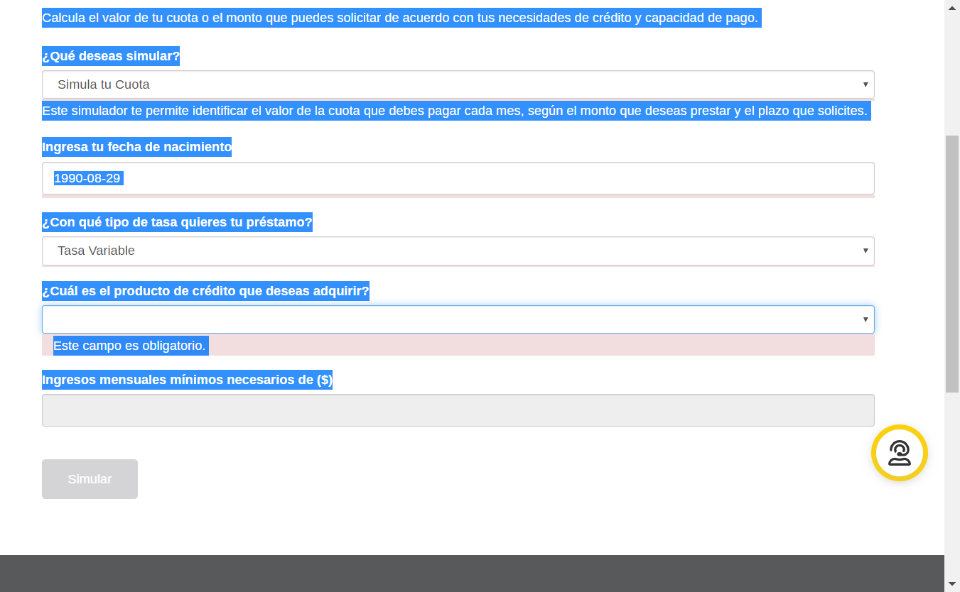 Calcula el valor de tu cuota o el monto que puedes solicitar de acuerdo con tus necesidades de crédito y capacidad de pago.
¿Qué deseas simular?
Simula tu Cuota
Este simulador te permite identificar el valor de la cuota que debes pagar cada mes, según el monto que deseas prestar y el plazo que solicites.
Ingresa tu fecha de nacimiento
1990-08-29
¿Con qué tipo de tasa quieres tu préstamo?
Tasa Variable
¿Cuál es el producto de crédito que deseas adquirir?
Este campo es obligatorio.
Ingresos mensuales mínimos necesarios de ($)
Simular